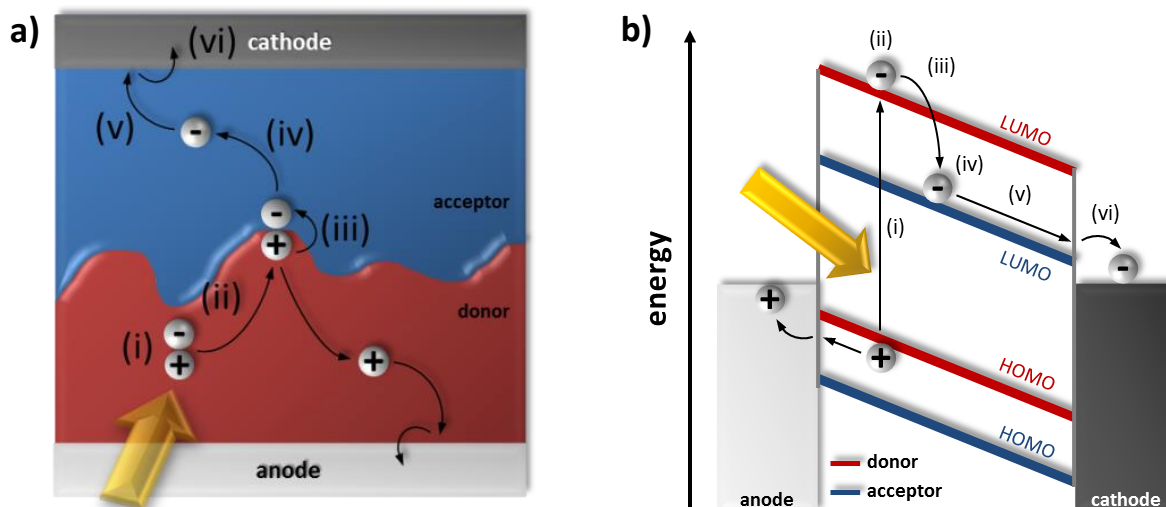 a)
(vi)
cathode
(v)
-
(iv)
acceptor
-
+
(iii)
(ii)
donor
(i)
-
+
+
anode
b)
energy
(ii)
-
(iii)
LUMO
(iv)
-
(v)
LUMO
(vi)
-
(i)
+
+
HOMO
HOMO
donor
acceptor
anode
cathode